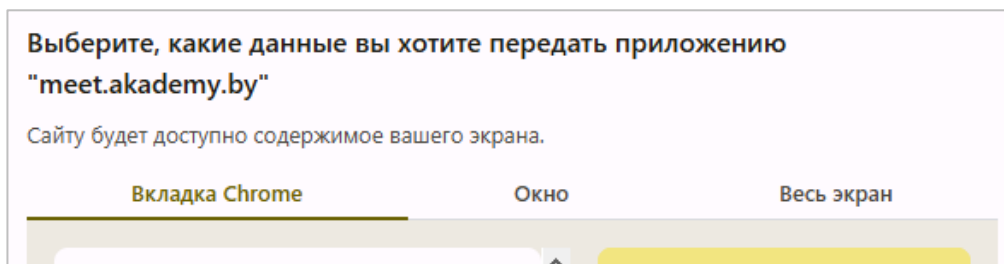 Выберите, какие данные вы хотите передать приложению
"meet.akademy.by"
Сайту будет доступно содержимое вашего экрана.
Вкладка Chrome
Окно
Весь экран